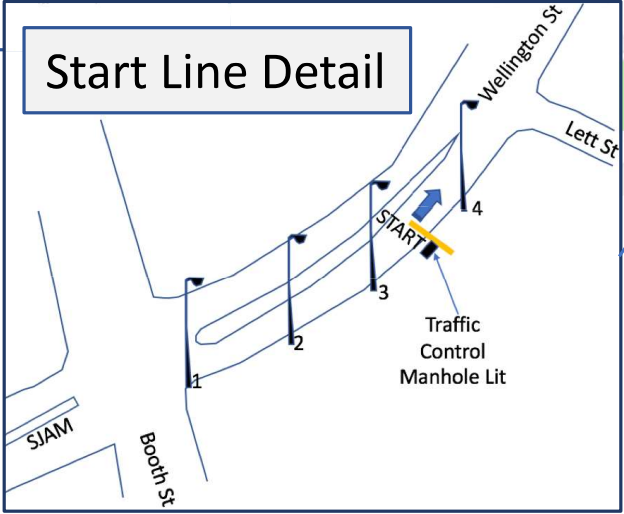 Start Line Detail
Wellington St
Lett St
4
START
3
2
1
Traffic
Control
Manhole Lit
SJAM
Booth St